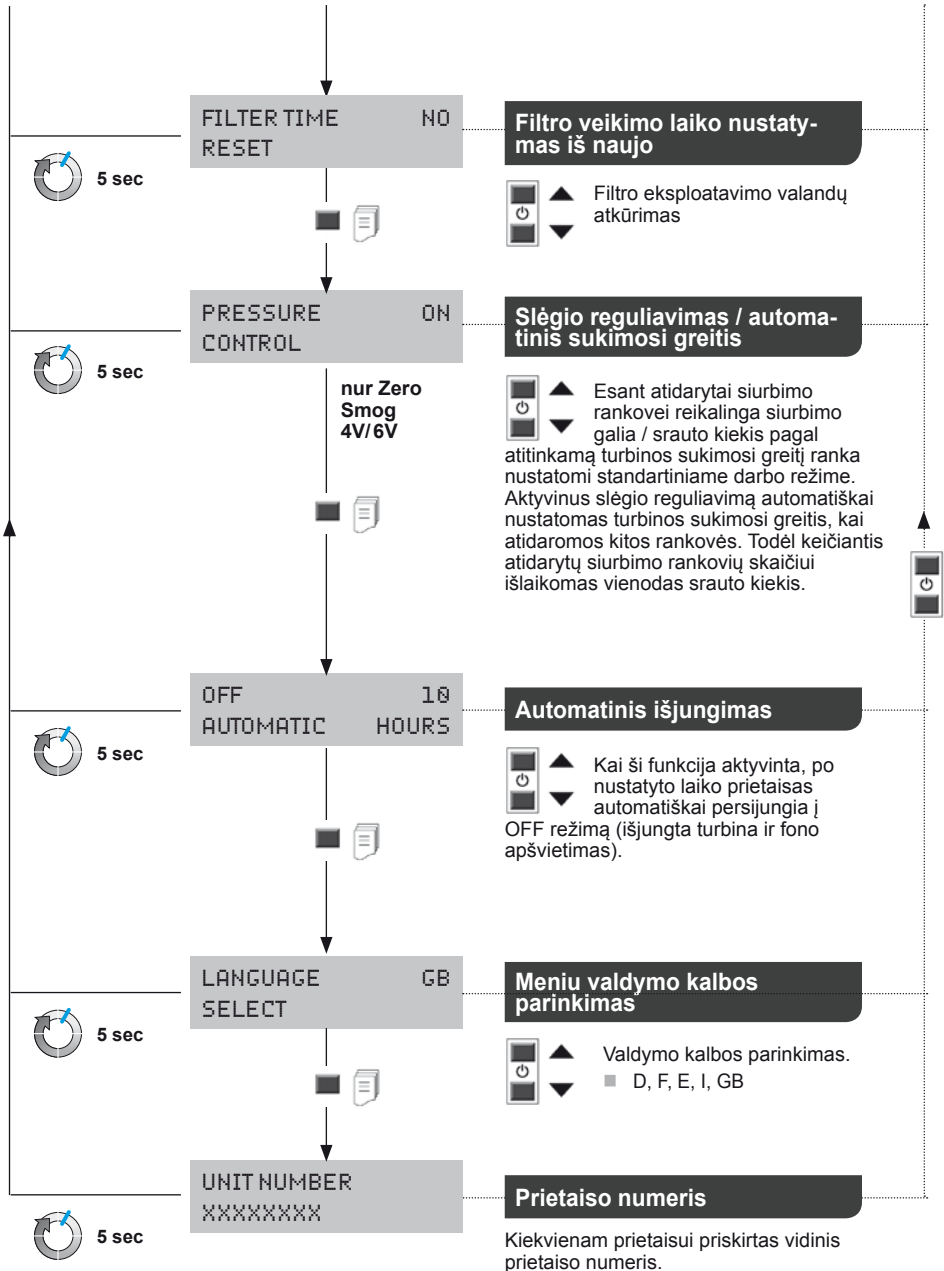 FILTER TIME NO
RESET
5 sec
Filtro veikimo laiko nustaty-
mas iš naujo
Filtro eksploatavimo valandų
atkūrimas
PRESSURE ON
CONTROL
5 sec
nur Zero
Smog
4V/6V
Slėgio reguliavimas / automa-
tinis sukimosi greitis
Esant atidarytai siurbimo
rankovei reikalinga siurbimo
galia / srauto kiekis pagal
atitinkamą turbinos sukimosi greitį ranka
nustatomi standartiniame darbo režime.
Aktyvinus slėgio reguliavimą automatiškai
nustatomas turbinos sukimosi greitis, kai
atidaromos kitos rankovės. Todėl keičiantis
atidarytų siurbimo rankovių skaičiui
išlaikomas vienodas srauto kiekis.
OFF 10
AUTOMATIC HOURS
5 sec
Automatinis išjungimas
Kai ši funkcija aktyvinta, po
nustatyto laiko prietaisas
automatiškai persijungia į
OFF režimą (išjungta turbina ir fono
apšvietimas).
LANGUAGE GB
SELECT
5 sec
Meniu valdymo kalbos
parinkimas
Valdymo kalbos parinkimas.
D, F, E, I, GB
UNIT NUMBER
XXXXXXXX
5 sec
Prietaiso numeris
Kiekvienam prietaisui priskirtas vidinis
prietaiso numeris.